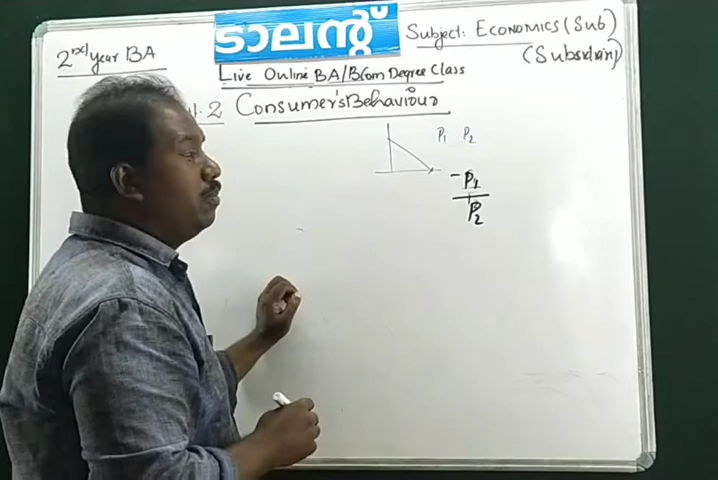 ടാലന്റ്
2nd year BA
Subject: Economics (Sub)
(Subsidiary)
Live Online BA/B.Com Degree Class
2 Consumer's Behaviour
P1 P2
-P1
P2